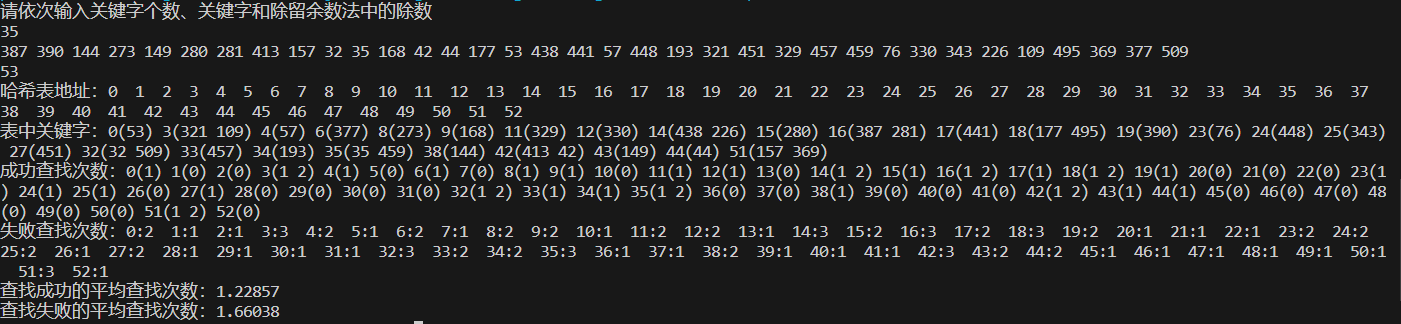 请依次输入关键字个数、关键字和除留余数法中的除数
35
387 390 144 273 149 280 281 413 157 32 35 168 42 44 177 53 438 441 57 448 193 321 451 329 457 459 76 330 343 226 109 495 369 377 509
53
哈希表地址：0 1 2 3 4 5 6 7 8 9 10 11 12 13 14 15 16 17 18 19 20 21 22 23 24 25 26 27 28 29 30 31 32 33 34 35 36 37
38 39 40 41 42 43 44 45 46 47 48 49 50 51 52
表中关键字：0(53) 3(321 109) 4(57) 6(377) 8(273) 9(168) 11(329) 12(330) 14(438 226) 15(280) 16(387 281) 17(441) 18(177 495) 19(390) 23(76) 24(448) 25(343)
27(451) 32(32 509) 33(457) 34(193) 35(35 459) 38(144) 42(413 42) 43(149) 44(44) 51(157 369)
成功查找次数：0(1) 1(0) 2(0) 3(1 2) 4(1) 5(0) 6(1) 7(0) 8(1) 9(1) 10(0) 11(1) 12(1) 13(0) 14(1 2) 15(1) 16(1 2) 17(1) 18(1 2) 19(1) 20(0) 21(0) 22(0) 23(1
) 24(1) 25(1) 26(0) 27(1) 28(0) 29(0) 30(0) 31(0) 32(1 2) 33(1) 34(1) 35(1 2) 36(0) 37(0) 38(1) 39(0) 40(0) 41(0) 42(1 2) 43(1) 44(1) 45(0) 46(0) 47(0) 48
(0) 49(0) 50(0) 51(1 2) 52(0)
失败查找次数：0:2 1:1 2:1 3:3 4:2 5:1 6:2 7:1 8:2 9:2 10:1 11:2 12:2 13:1 14:3 15:2 16:3 17:2 18:3 19:2 20:1 21:1 22:1 23:2 24:2
25:2 26:1 27:2 28:1 29:1 30:1 31:1 32:3 33:2 34:2 35:3 36:1 37:1 38:2 39:1 40:1 41:1 42:3 43:2 44:2 45:1 46:1 47:1 48:1 49:1 50:1
51:3 52:1
查找成功的平均查找次数：1.22857
查找失败的平均查找次数：1.66038